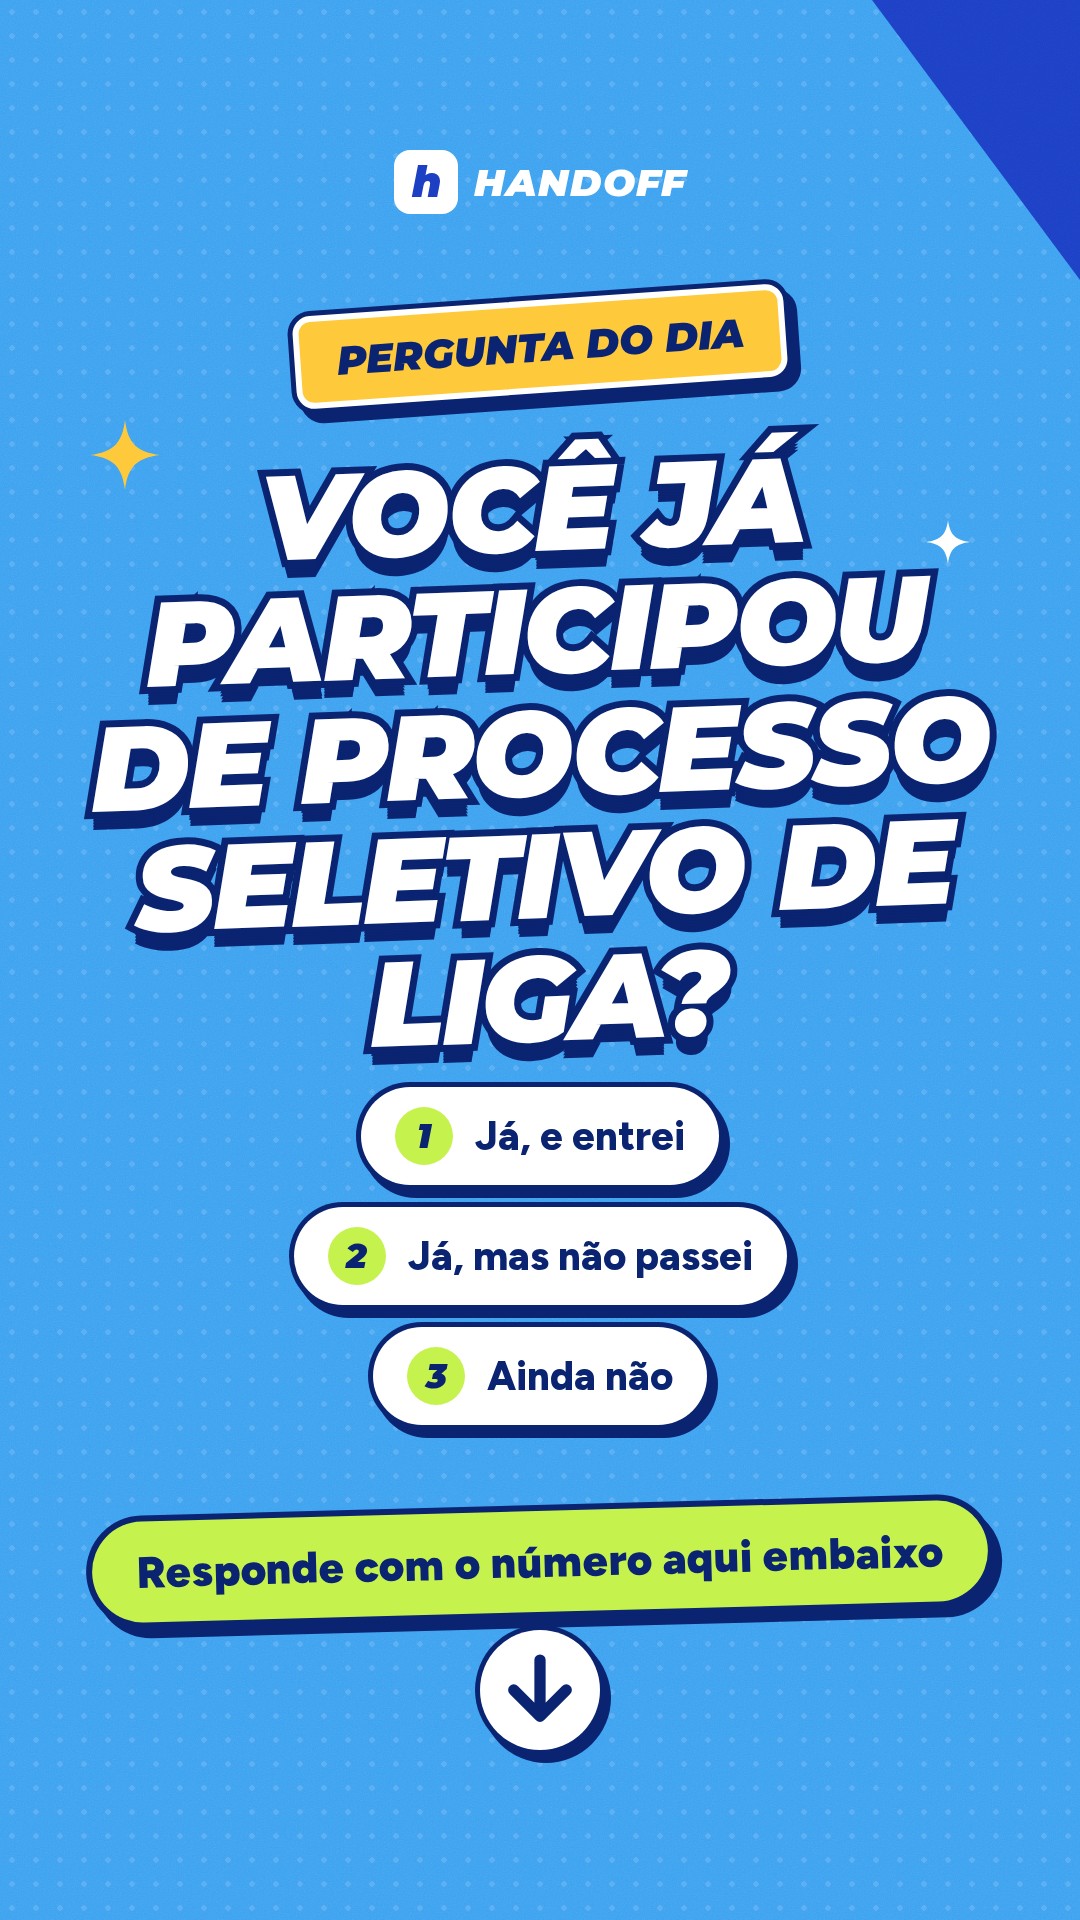 h HANDOFF
PERGUNTA DO DIA
VOCÊ JÁ
PARTICIPOU
DE PROCESSO
SELETIVO DE
LIGA?
1 Já, e entrei
2 Já, mas não passei
3 Ainda não
Responde com o número aqui embaixo